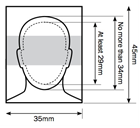 At least 29mm
No more than 34mm
45mm
35mm